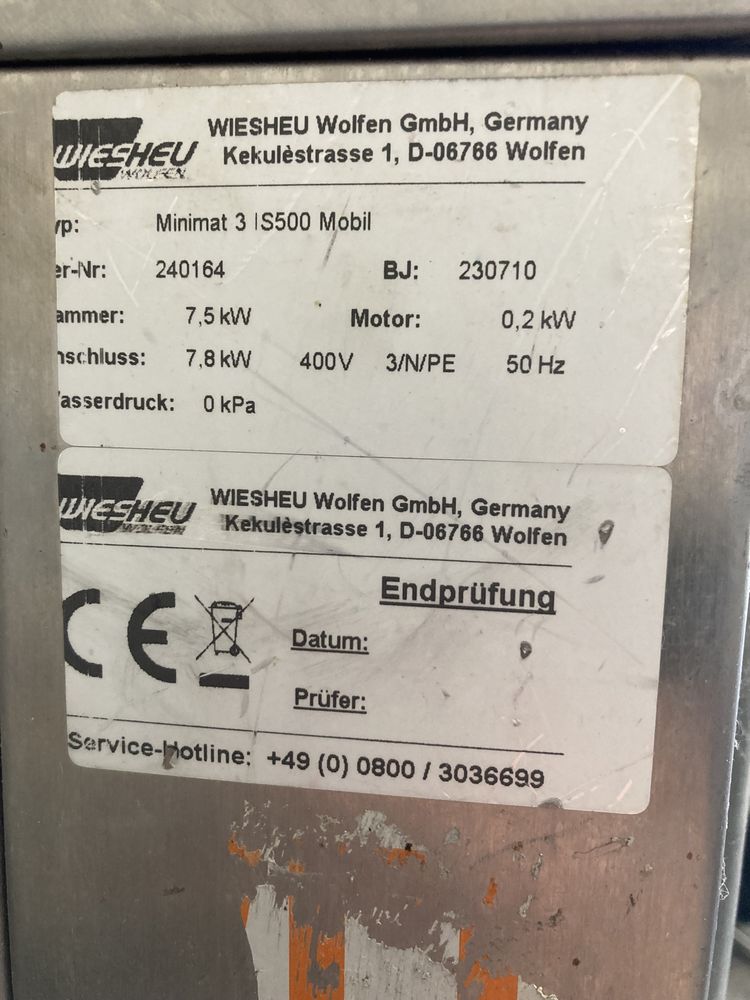 WIESHEU
WOLFEN
WIESHEU Wolfen GmbH, Germany
Kekulèstrasse 1, D-06766 Wolfen
yp: Minimat 3 IS500 Mobil
er-Nr: 240164 BJ: 230710
ammer: 7,5 kW Motor: 0,2 kW
nschluss: 7,8 kW 400V 3/N/PE 50 Hz
asserdruck: 0 kPa
WIESHEU
WOLFEN
WIESHEU Wolfen GmbH, Germany
Kekulèstrasse 1, D-06766 Wolfen
CE
Endprüfung
Datum:
Prüfer:
Service-Hotline: +49 (0) 0800 / 3036699